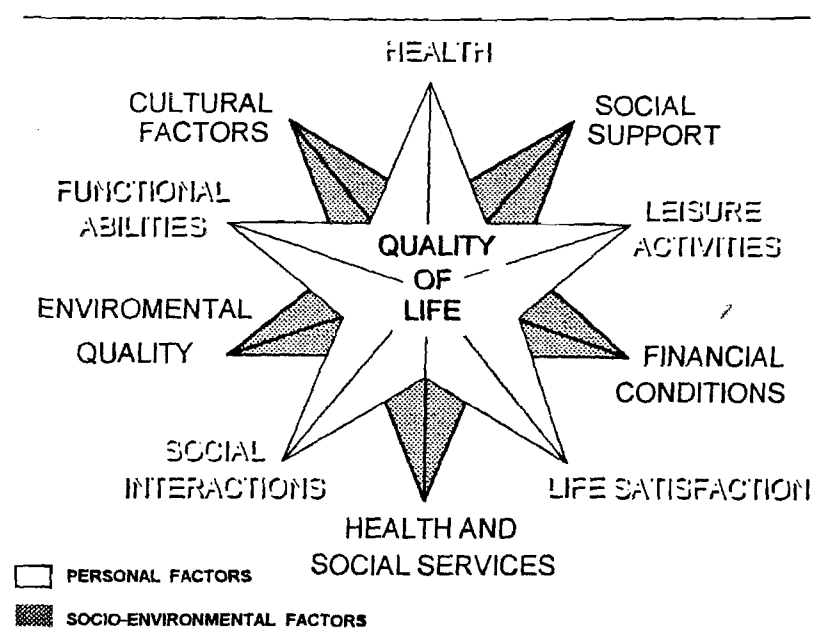 HEALTH
CULTURAL
FACTORS
SOCIAL
SUPPORT
FUNCTIONAL
ABILITIES
LEISURE
ACTIVITIES
QUALITY
OF
LIFE
ENVIROMENTAL
QUALITY
FINANCIAL
CONDITIONS
SOCIAL
INTERACTIONS
LIFE SATISFACTION
HEALTH AND
SOCIAL SERVICES
PERSONAL FACTORS
SOCIO-ENVIRONMENTAL FACTORS